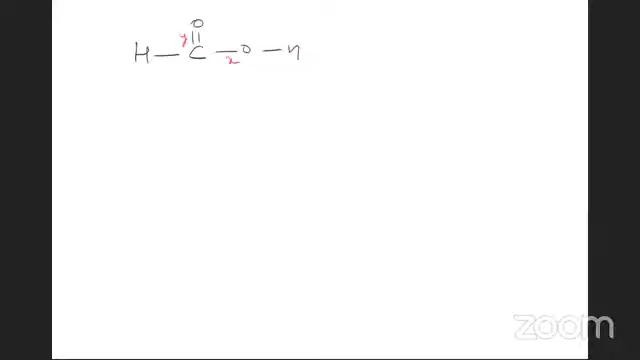 O
y ||
H — C — O — H
x
zoom